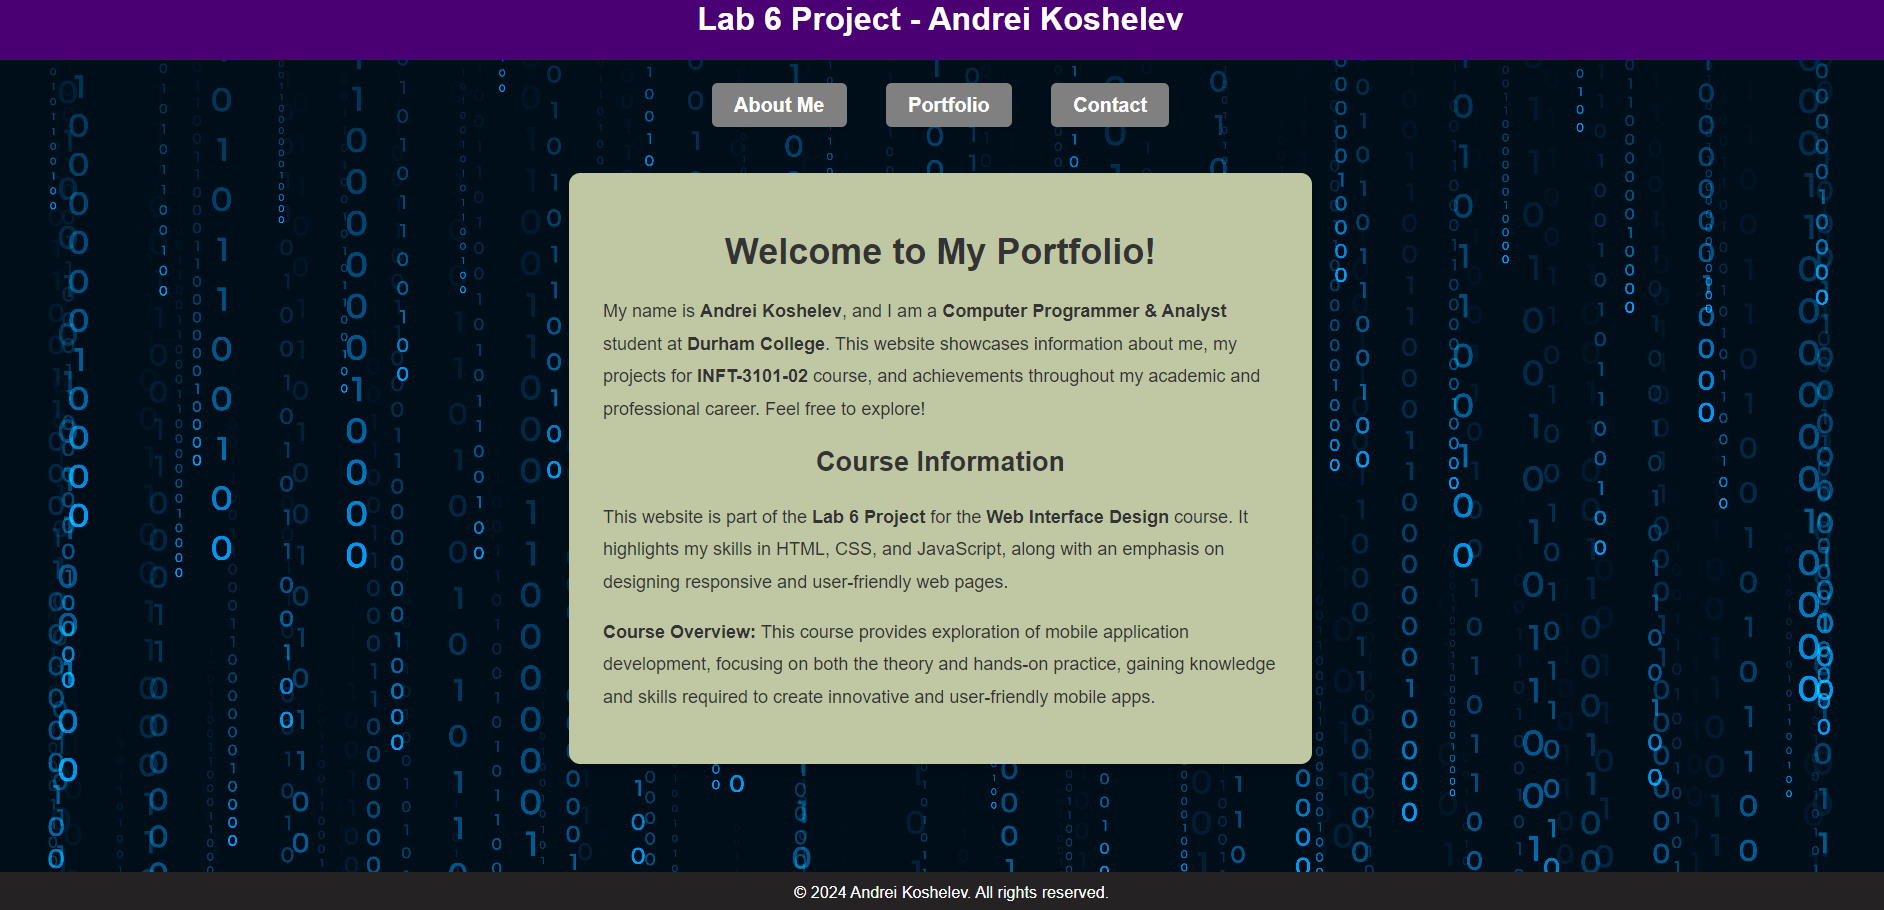 Lab 6 Project - Andrei Koshelev
About Me
Portfolio
Contact
Welcome to My Portfolio!
My name is Andrei Koshelev, and I am a Computer Programmer & Analyst
student at Durham College. This website showcases information about me, my
projects for INFT-3101-02 course, and achievements throughout my academic and
professional career. Feel free to explore!
Course Information
This website is part of the Lab 6 Project for the Web Interface Design course. It
highlights my skills in HTML, CSS, and JavaScript, along with an emphasis on
designing responsive and user-friendly web pages.
Course Overview: This course provides exploration of mobile application
development, focusing on both the theory and hands-on practice, gaining knowledge
and skills required to create innovative and user-friendly mobile apps.
© 2024 Andrei Koshelev. All rights reserved.